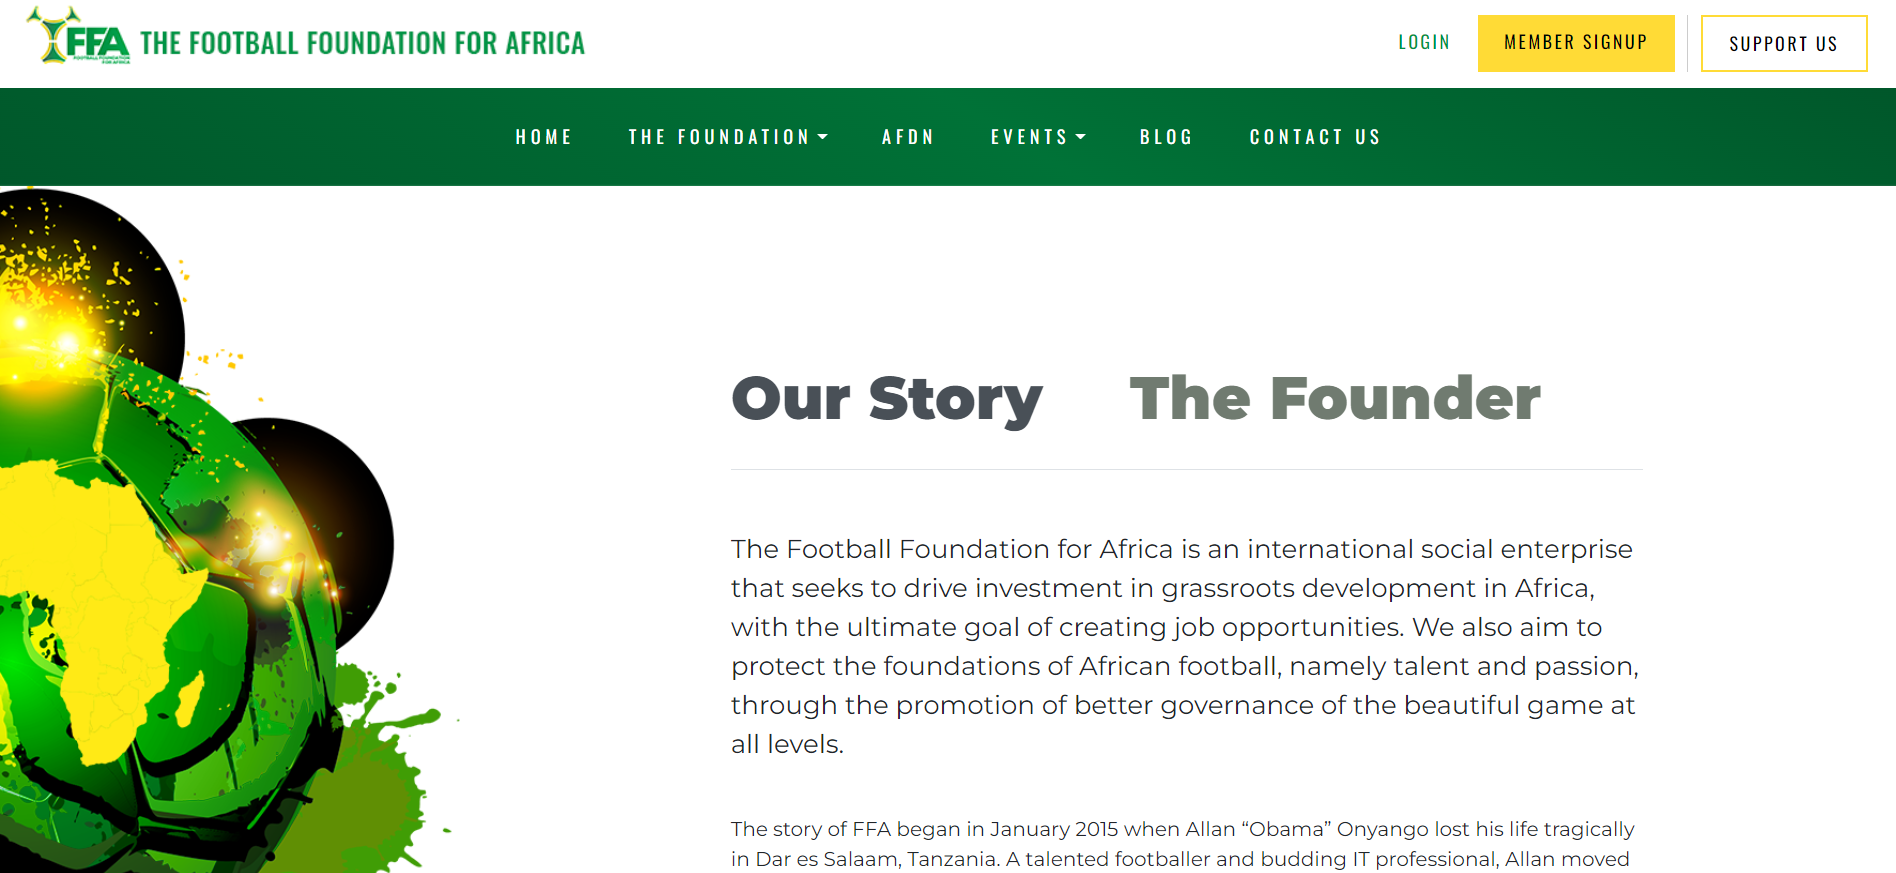 FFA
FOOTBALL FOUNDATION
FOR AFRICA
THE FOOTBALL FOUNDATION FOR AFRICA
LOGIN
MEMBER SIGNUP
SUPPORT US
HOME
THE FOUNDATION
AFDN
EVENTS
BLOG
CONTACT US
Our Story
The Founder
The Football Foundation for Africa is an international social enterprise
that seeks to drive investment in grassroots development in Africa,
with the ultimate goal of creating job opportunities. We also aim to
protect the foundations of African football, namely talent and passion,
through the promotion of better governance of the beautiful game at
all levels.
The story of FFA began in January 2015 when Allan “Obama” Onyango lost his life tragically
in Dar es Salaam, Tanzania. A talented footballer and budding IT professional, Allan moved